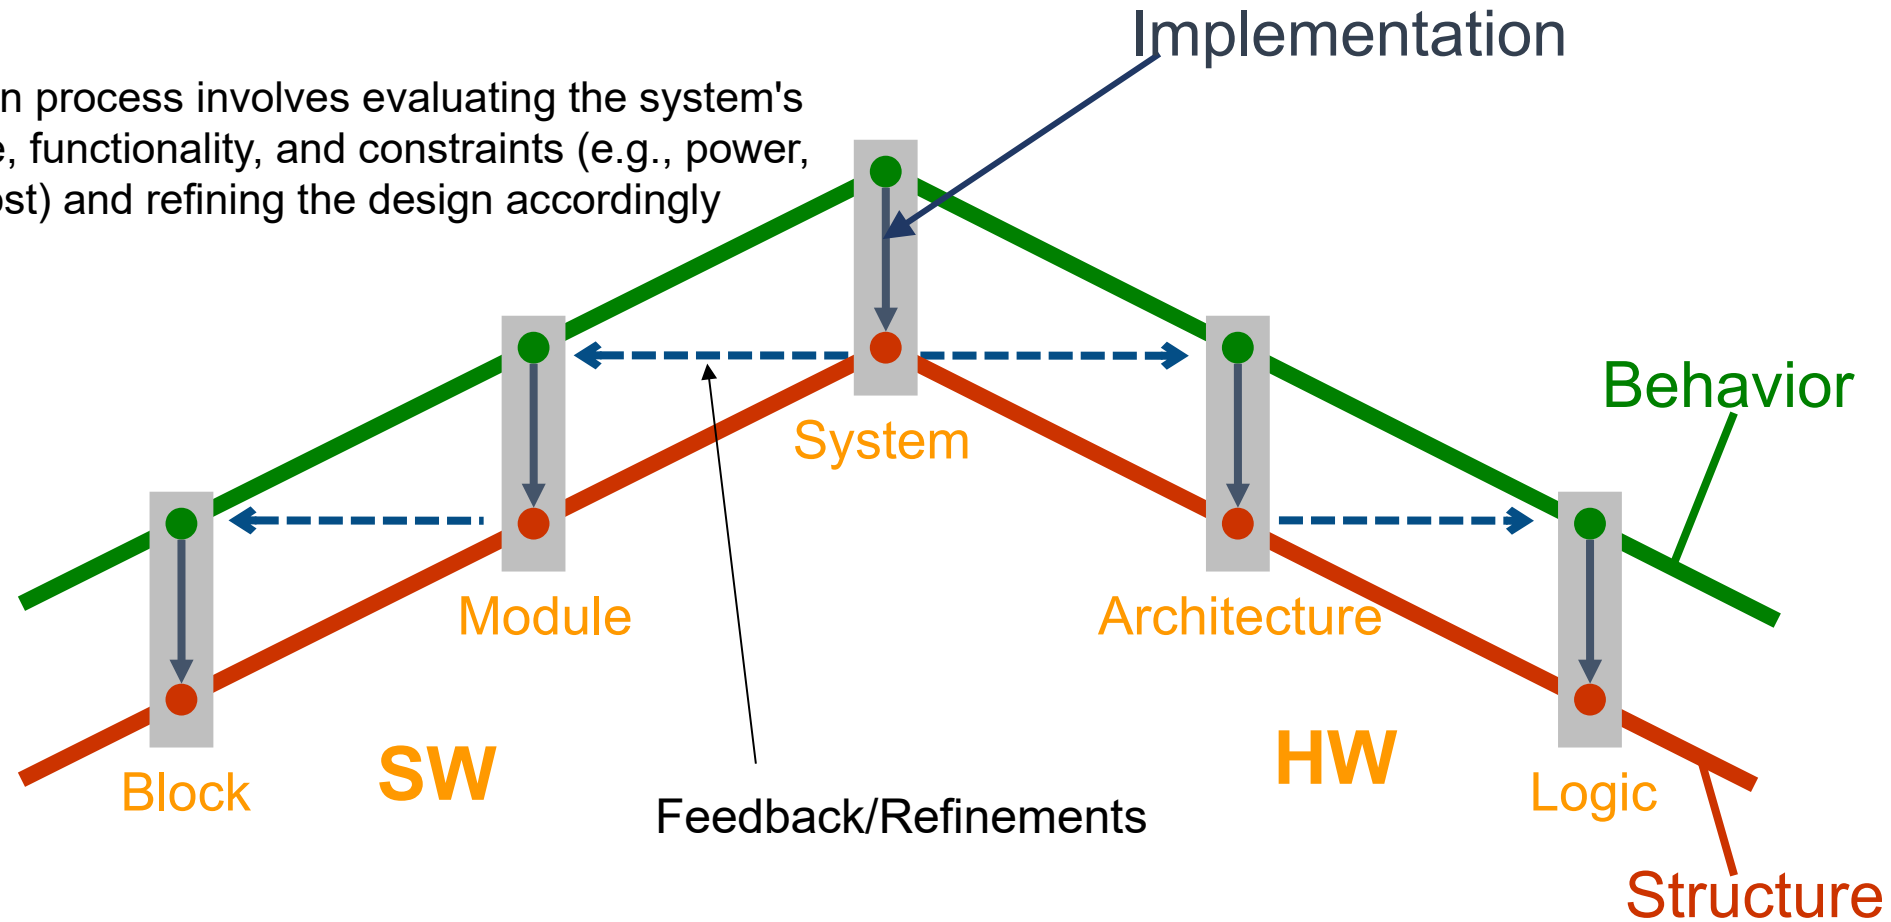 Implementation
n process involves evaluating the system's
, functionality, and constraints (e.g., power,
ost) and refining the design accordingly
Behavior
System
Module
Architecture
SW
HW
Block
Logic
Feedback/Refinements
Structure